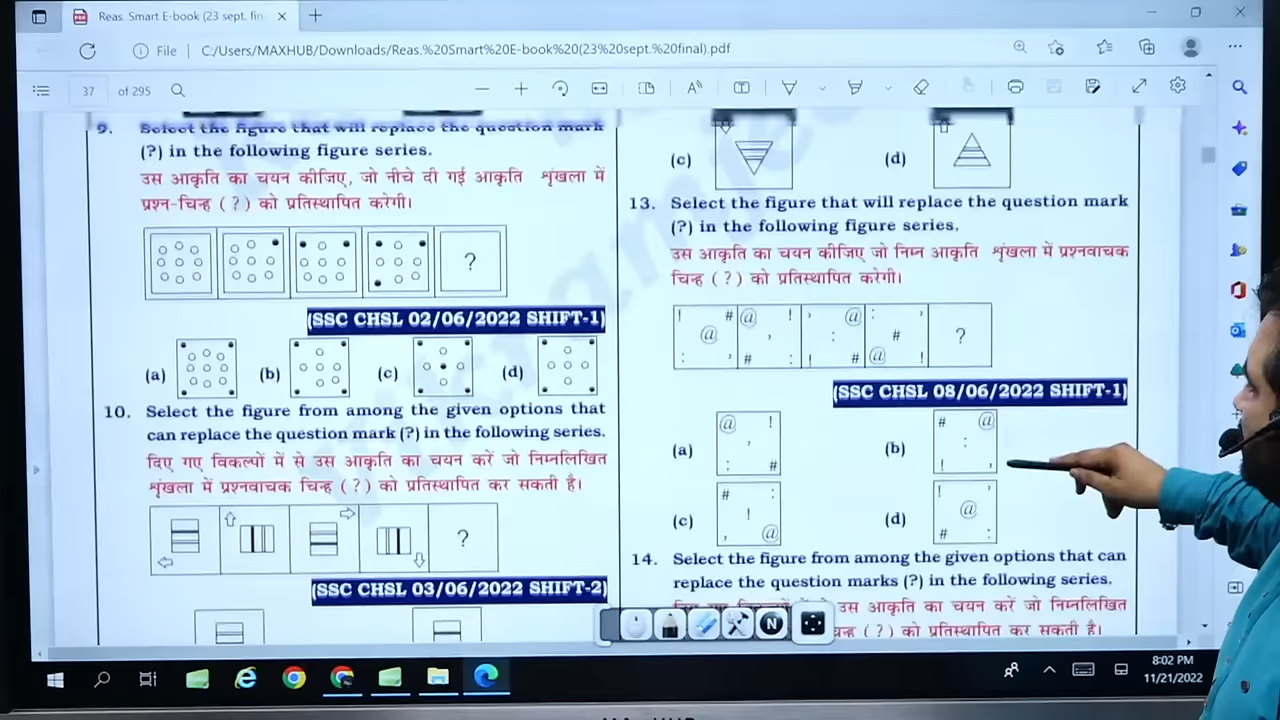 Reas. Smart E-book (23 sept. fin
File C:/Users/MAXHUB/Downloads/Reas.%20Smart%20E-book%20(23%20sept.%20final).pdf
37 of 295
9. Select the figure that will replace the question mark
(?) in the following figure series.
उस आकृति का चयन कीजिए, जो नीचे दी गई आकृति शृंखला में
प्रश्न-चिन्ह (?) को प्रतिस्थापित करेगी।
?
(SSC CHSL 02/06/2022 SHIFT-1)
(a) (b) (c) (d)
10. Select the figure from among the given options that
can replace the question mark (?) in the following series.
दिए गए विकल्पों में से उस आकृति का चयन करें जो निम्नलिखित
शृंखला में प्रश्नवाचक चिन्ह (?) को प्रतिस्थापित कर सकती है।
?
(SSC CHSL 03/06/2022 SHIFT-2)
(c) (d)
13. Select the figure that will replace the question mark
(?) in the following figure series.
उस आकृति का चयन कीजिए जो निम्न आकृति शृंखला में प्रश्नवाचक
चिन्ह (?) को प्रतिस्थापित करेगी।
! # @ ! , @ : ,
@ , : # ?
: , # : ! # @ !
(SSC CHSL 08/06/2022 SHIFT-1)
(a) @ ! , : #
(b) # @ : ! ,
(c) # : ! , @
(d) ! , @ # :
14. Select the figure from among the given options that can
replace the question marks (?) in the following series.
उस आकृति का चयन करें जो निम्नलिखित
(?) को प्रतिस्थापित कर सकती है।
N
8:02 PM
11/21/2022